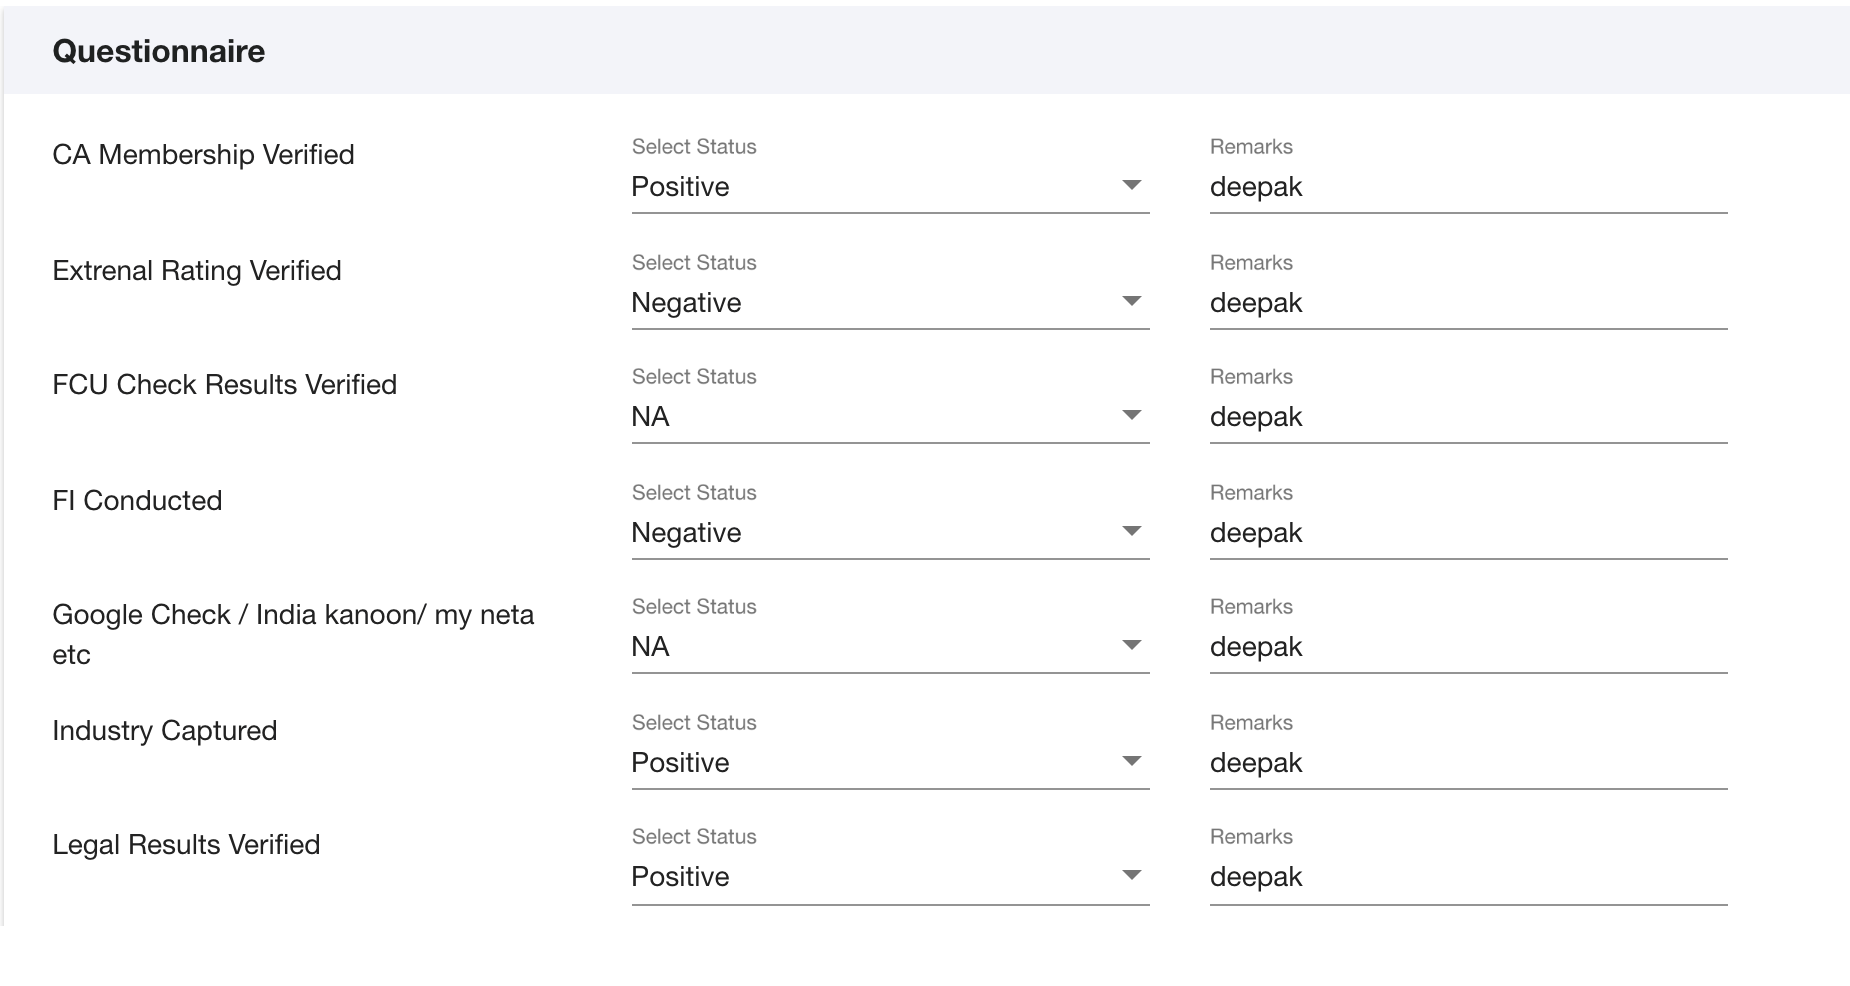 Questionnaire
CA Membership Verified
Select Status
Positive
Remarks
deepak
Extrenal Rating Verified
Select Status
Negative
Remarks
deepak
FCU Check Results Verified
Select Status
NA
Remarks
deepak
FI Conducted
Select Status
Negative
Remarks
deepak
Google Check / India kanoon/ my neta
etc
Select Status
NA
Remarks
deepak
Industry Captured
Select Status
Positive
Remarks
deepak
Legal Results Verified
Select Status
Positive
Remarks
deepak